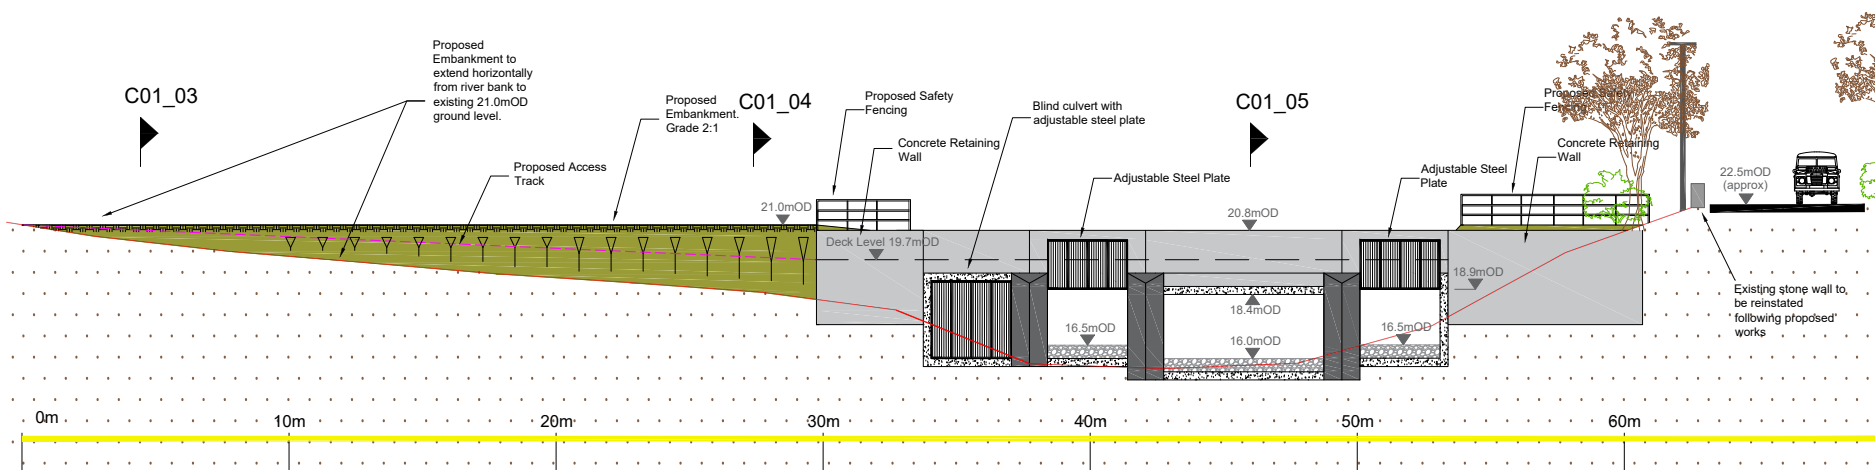 Proposed
Embankment to
extend horizontally
from river bank to
existing 21.0mOD
ground level.
C01_03
Proposed
Embankment.
Grade 2:1
C01_04
Proposed Safety
Fencing
Blind culvert with
adjustable steel plate
C01_05
Proposed Safety
Fencing
Concrete Retaining
Wall
Concrete Retaining
Wall
Proposed Access
Track
Adjustable Steel Plate
Adjustable Steel
Plate
22.5mOD
(approx)
21.0mOD
20.8mOD
Deck Level 19.7mOD
18.9mOD
18.4mOD
16.5mOD
16.0mOD
16.5mOD
Existing stone wall to
be reinstated
following proposed
works
0m
10m
20m
30m
40m
50m
60m